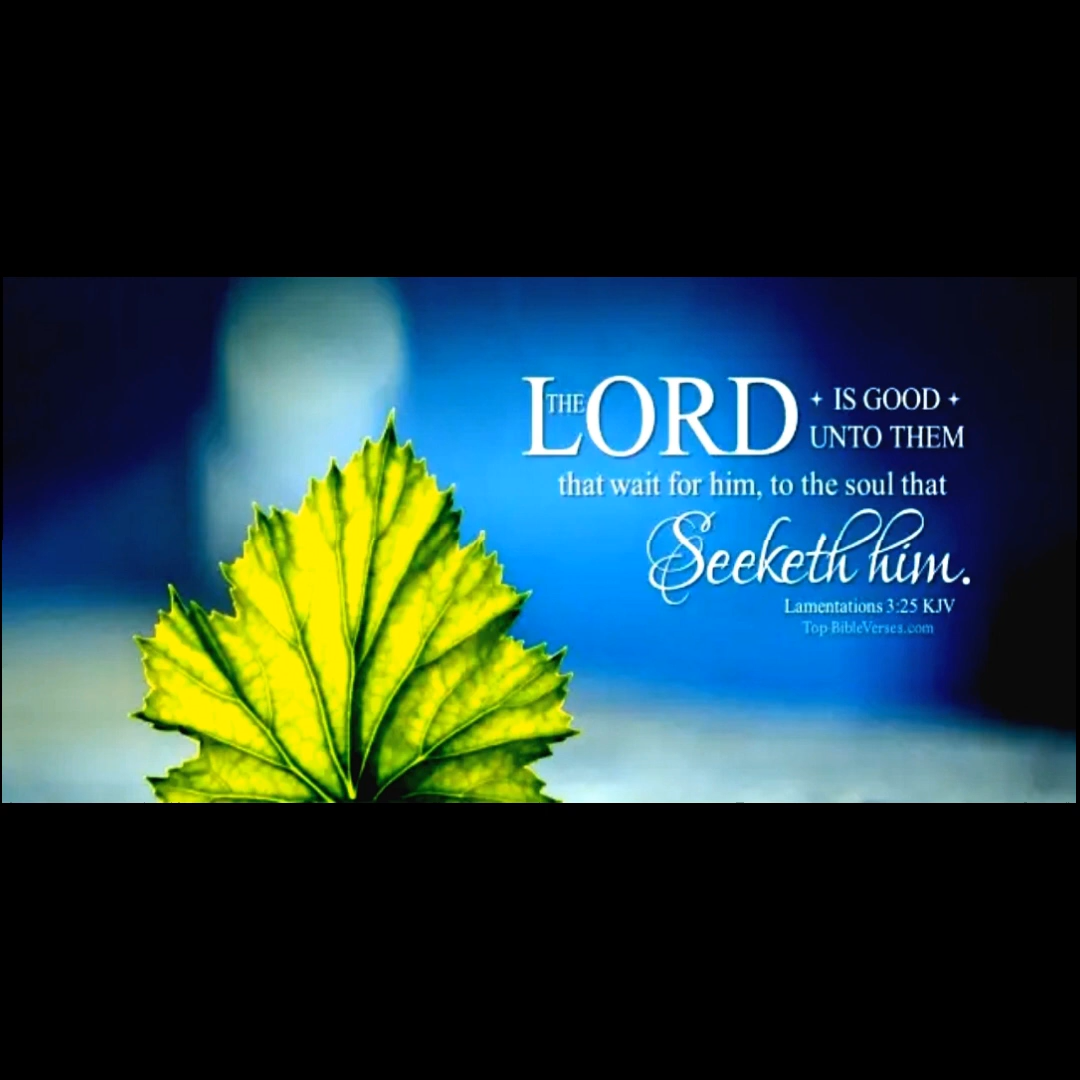 THE LORD ✦ IS GOOD ✦
UNTO THEM
that wait for him, to the soul that
Seeketh him.
Lamentations 3:25 KJV
Top-BibleVerses.com